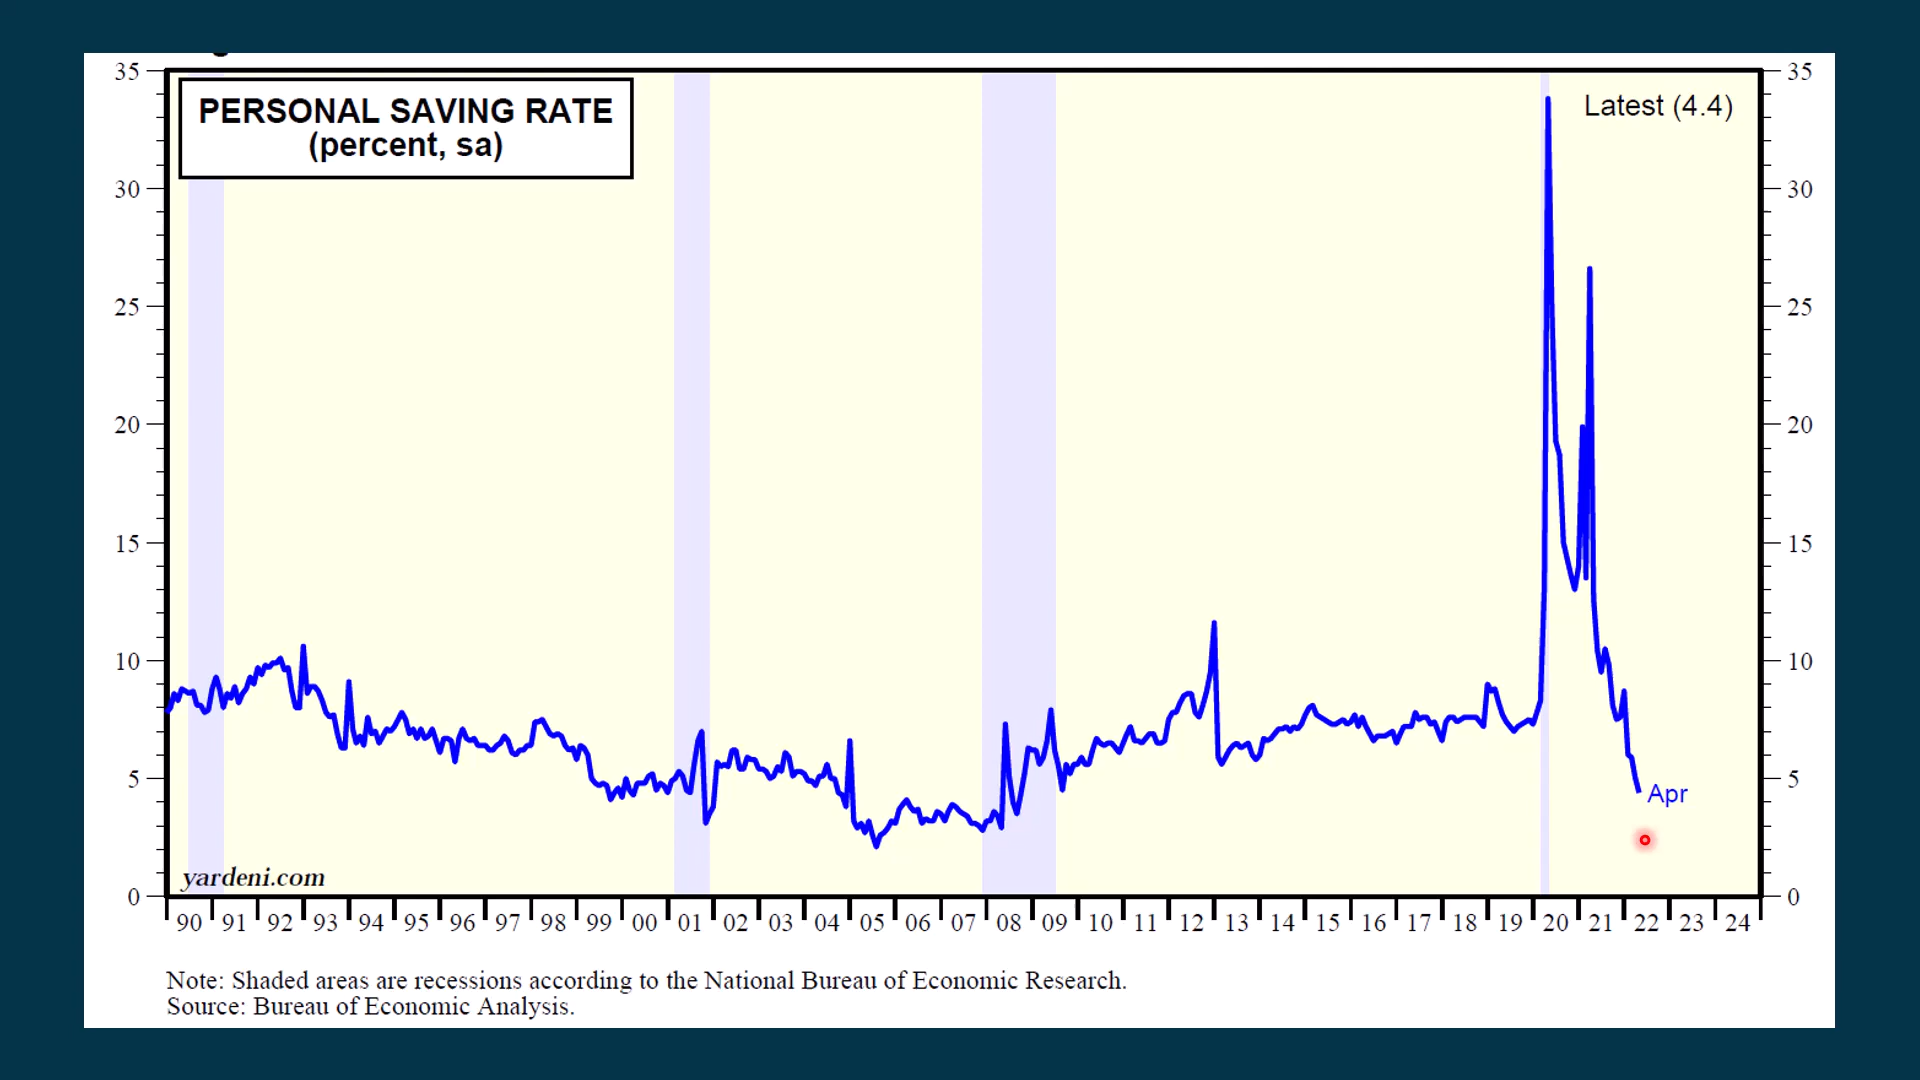 PERSONAL SAVING RATE
(percent, sa)
Latest (4.4)
35 35
30 30
25 25
20 20
15 15
10 10
5 5
0 0
Apr
yardeni.com
90 91 92 93 94 95 96 97 98 99 00 01 02 03 04 05 06 07 08 09 10 11 12 13 14 15 16 17 18 19 20 21 22 23 24
Note: Shaded areas are recessions according to the National Bureau of Economic Research.
Source: Bureau of Economic Analysis.